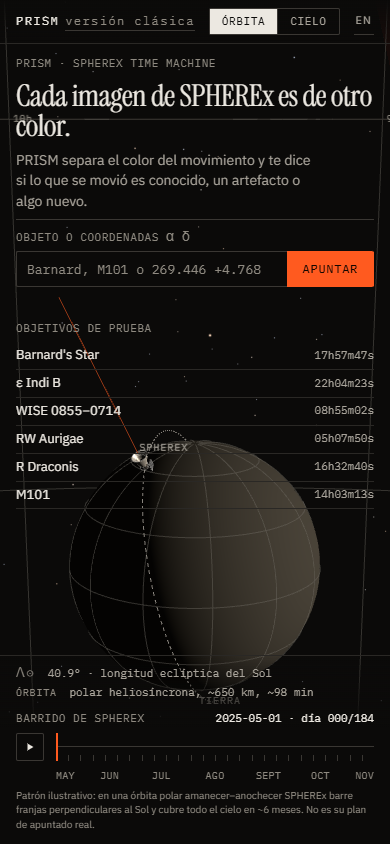 PRISM versión clásica ÓRBITA CIELO EN
PRISM · SPHEREX TIME MACHINE
Cada imagen de SPHEREx es de otro
color.
PRISM separa el color del movimiento y te dice
si lo que se movió es conocido, un artefacto o
algo nuevo.
OBJETO O COORDENADAS α δ
Barnard, M101 o 269.446 +4.768 APUNTAR
OBJETIVOS DE PRUEBA
Barnard's Star 17h57m47s
ε Indi B 22h04m23s
WISE 0855–0714 08h55m02s
RW Aurigae 05h07m50s
SPHEREX
R Draconis 16h32m40s
M101 14h03m13s
Λ⊙ 40.9° · longitud eclíptica del Sol
ÓRBITA polar heliosíncrona, ~650 km, ~98 min
TIERRA
BARRIDO DE SPHEREX 2025-05-01 · día 000/184
MAY JUN JUL AGO SEPT OCT NOV
Patrón ilustrativo: en una órbita polar amanecer–anochecer SPHEREx barre
franjas perpendiculares al Sol y cubre todo el cielo en ~6 meses. No es su plan
de apuntado real.